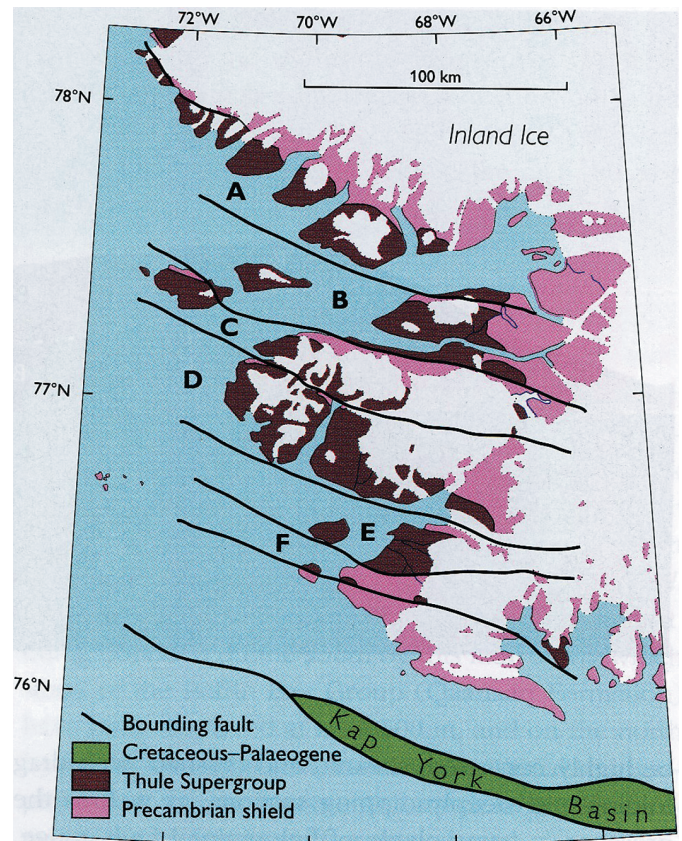 72°W 70°W 68°W 66°W
100 km
78°N
Inland Ice
A
B
C
D
77°N
E
F
76°N
Bounding fault
Cretaceous–Palaeogene
Thule Supergroup
Precambrian shield
Kap York Basin